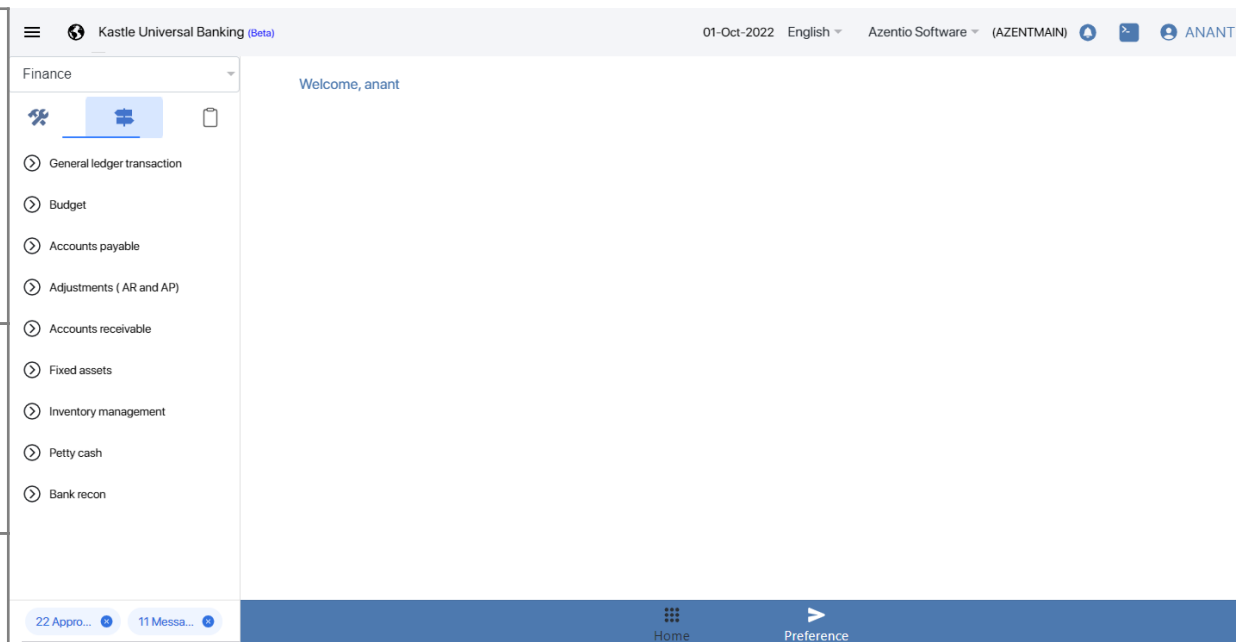 Kastle Universal Banking (Beta)
01-Oct-2022 English Azentio Software (AZENTMAIN) ANANT
Finance
Welcome, anant
General ledger transaction
Budget
Accounts payable
Adjustments ( AR and AP)
Accounts receivable
Fixed assets
Inventory management
Petty cash
Bank recon
22 Appro... 11 Messa...
Home Preference